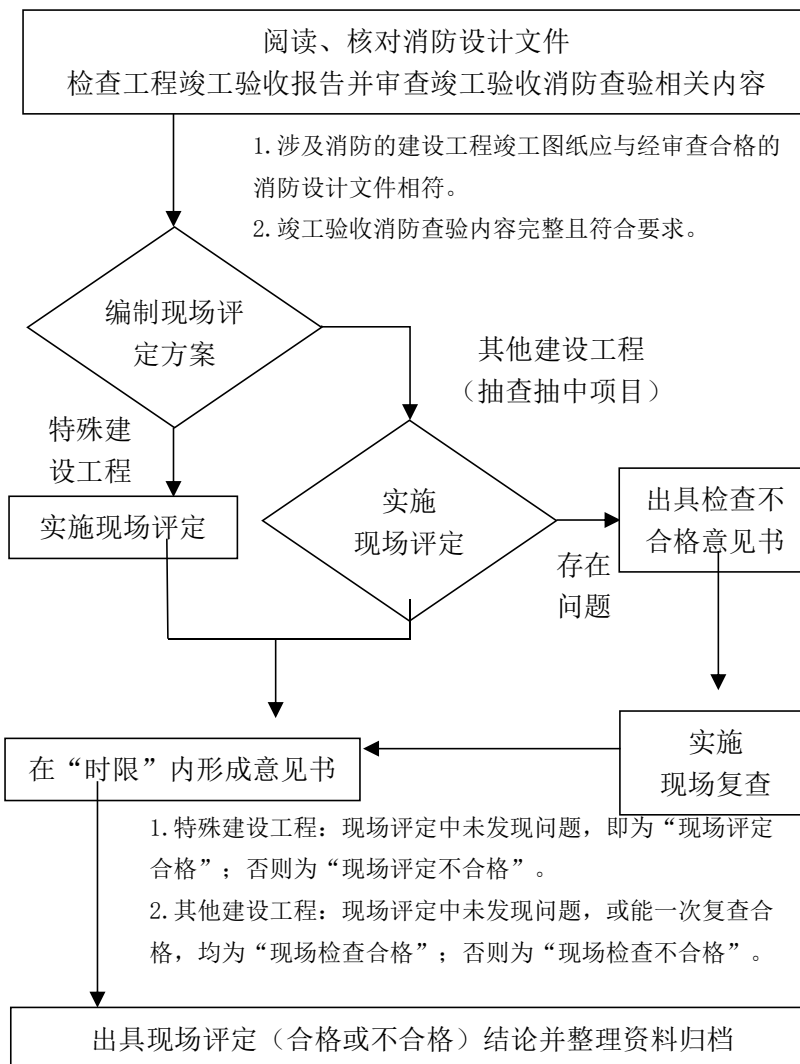 阅读、核对消防设计文件
检查工程竣工验收报告并审查竣工验收消防查验相关内容
1.涉及消防的建设工程竣工图纸应与经审查合格的
消防设计文件相符。
2.竣工验收消防查验内容完整且符合要求。
编制现场评
定方案
其他建设工程
（抽查抽中项目）
特殊建
设工程
实施现场评定
实施
现场评定
出具检查不
合格意见书
存在
问题
实施
现场复查
在“时限”内形成意见书
1.特殊建设工程：现场评定中未发现问题，即为“现场评定
合格”；否则为“现场评定不合格”。
2.其他建设工程：现场评定中未发现问题，或能一次复查合
格，均为“现场检查合格”；否则为“现场检查不合格”。
出具现场评定（合格或不合格）结论并整理资料归档